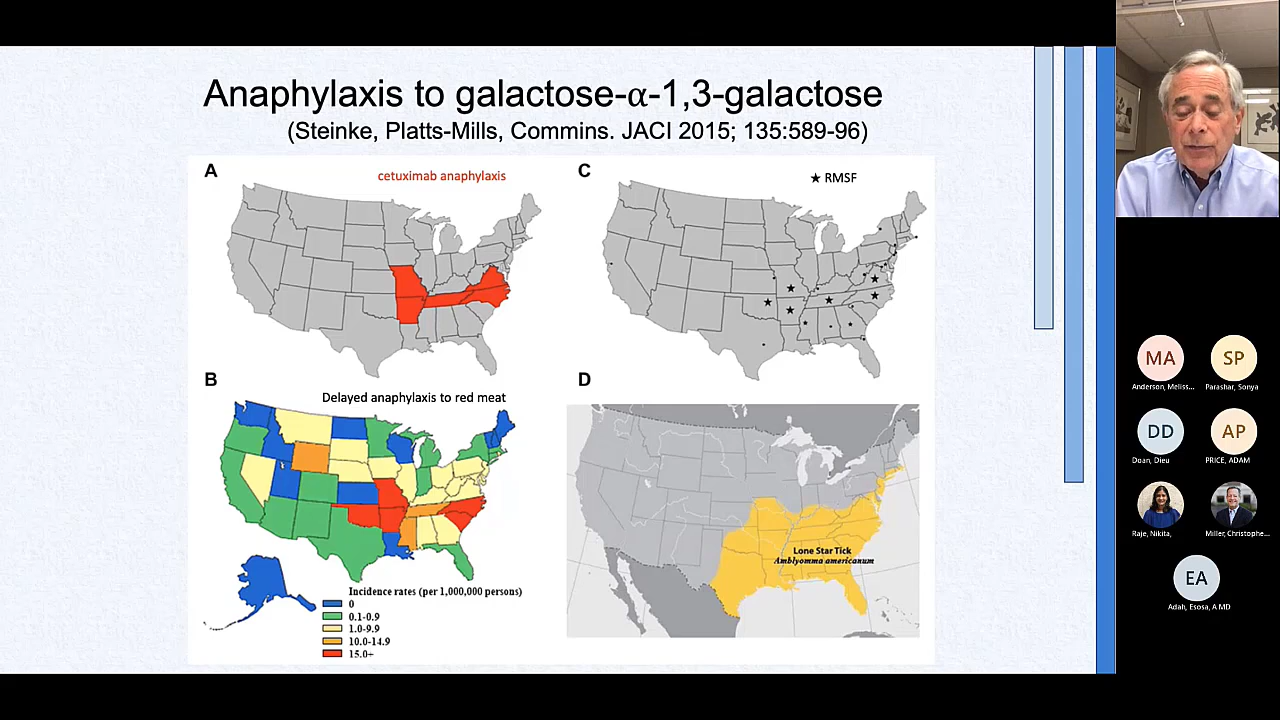 Anaphylaxis to galactose-α-1,3-galactose
(Steinke, Platts-Mills, Commins. JACI 2015; 135:589-96)
A
cetuximab anaphylaxis
C
★ RMSF
B
Delayed anaphylaxis to red meat
Incidence rates (per 1,000,000 persons)
0
0.1-0.9
1.0-9.9
10.0-14.9
15.0+
D
Lone Star Tick
Amblyomma americanum
MA
Anderson, Meliss...
SP
Parashar, Sonya
DD
Doan, Dieu
AP
PRICE, ADAM
Raje, Nikita,
Miller, Christophe...
EA
Adah, Esosa, A MD